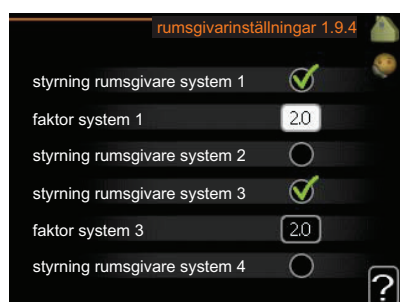 rumsgivarinställningar 1.9.4
styrning rumsgivare system 1
faktor system 1 2.0
styrning rumsgivare system 2
styrning rumsgivare system 3
faktor system 3 2.0
styrning rumsgivare system 4
?